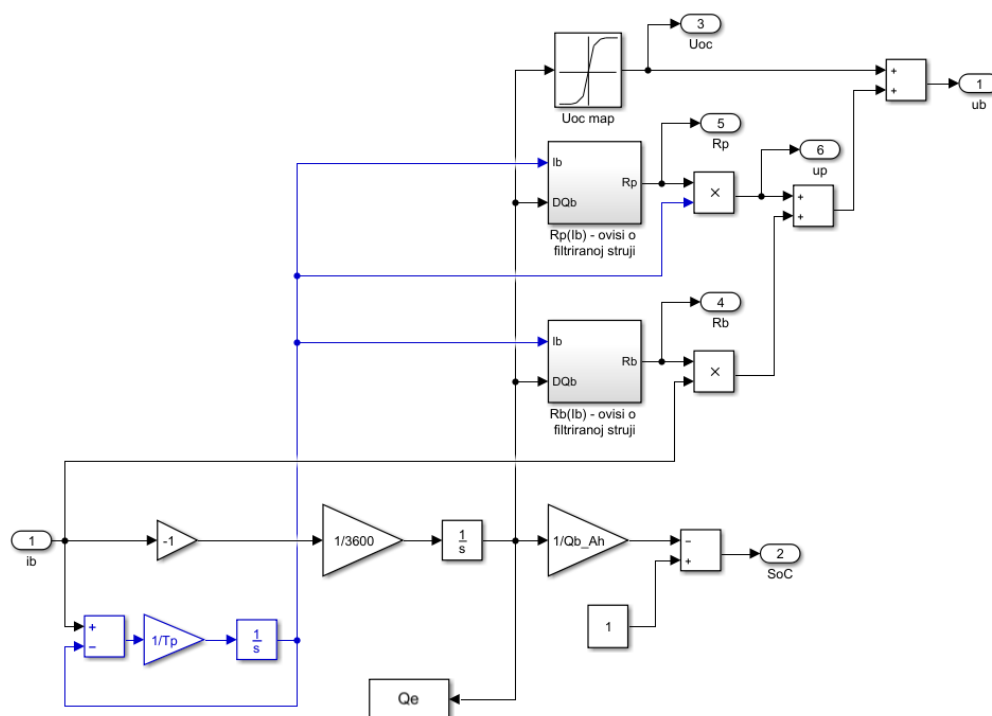 3
Uoc
Uoc map
+
+
1
ub
5
Rp
Ib
Rp
DQb
Rp(Ib) - ovisi o
filtriranoj struji
×
6
up
+
+
4
Rb
Ib
Rb
DQb
Rb(Ib) - ovisi o
filtriranoj struji
×
1
ib
-1
1/3600
1
s
1/Qb_Ah
−
+
2
SoC
+
−
1/Tp
1
s
1
Qe